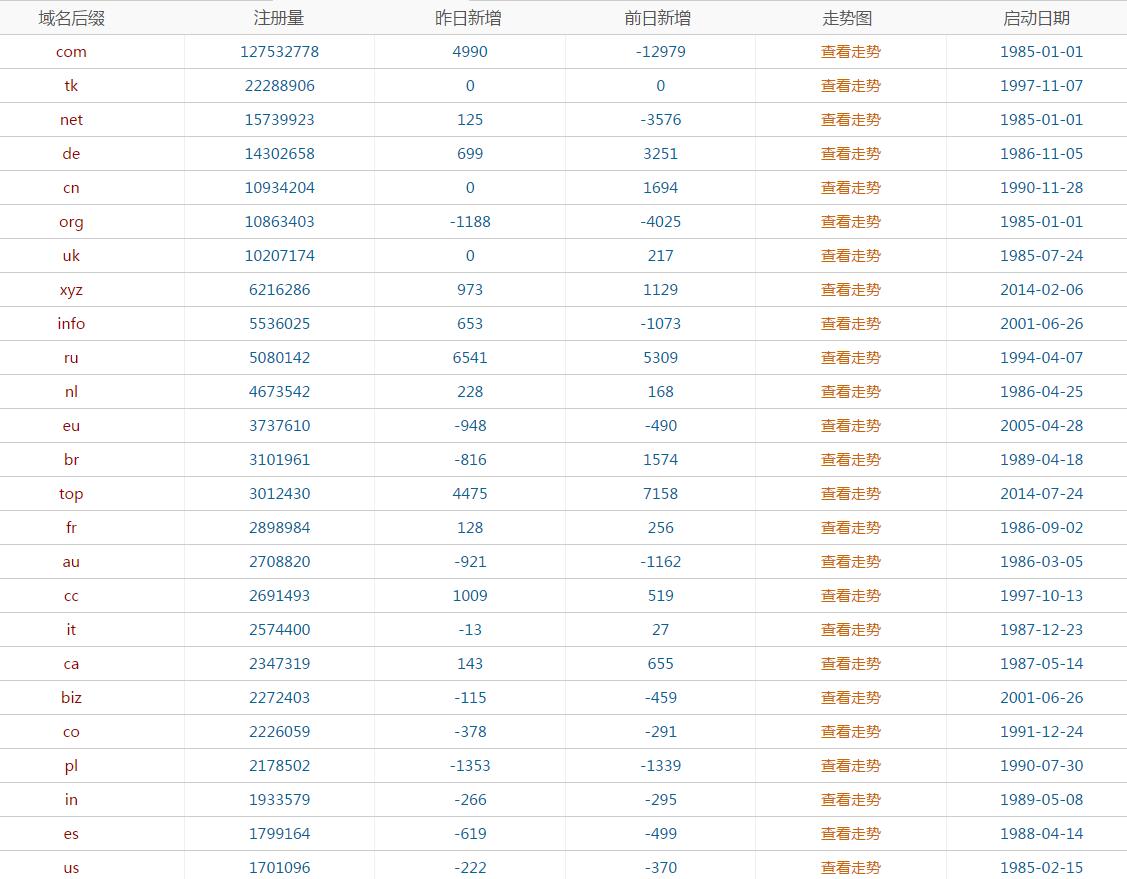 域名后缀 注册量 昨日新增 前日新增 走势图 启动日期
com 127532778 4990 -12979 查看走势 1985-01-01
tk 22288906 0 0 查看走势 1997-11-07
net 15739923 125 -3576 查看走势 1985-01-01
de 14302658 699 3251 查看走势 1986-11-05
cn 10934204 0 1694 查看走势 1990-11-28
org 10863403 -1188 -4025 查看走势 1985-01-01
uk 10207174 0 217 查看走势 1985-07-24
xyz 6216286 973 1129 查看走势 2014-02-06
info 5536025 653 -1073 查看走势 2001-06-26
ru 5080142 6541 5309 查看走势 1994-04-07
nl 4673542 228 168 查看走势 1986-04-25
eu 3737610 -948 -490 查看走势 2005-04-28
br 3101961 -816 1574 查看走势 1989-04-18
top 3012430 4475 7158 查看走势 2014-07-24
fr 2898984 128 256 查看走势 1986-09-02
au 2708820 -921 -1162 查看走势 1986-03-05
cc 2691493 1009 519 查看走势 1997-10-13
it 2574400 -13 27 查看走势 1987-12-23
ca 2347319 143 655 查看走势 1987-05-14
biz 2272403 -115 -459 查看走势 2001-06-26
co 2226059 -378 -291 查看走势 1991-12-24
pl 2178502 -1353 -1339 查看走势 1990-07-30
in 1933579 -266 -295 查看走势 1989-05-08
es 1799164 -619 -499 查看走势 1988-04-14
us 1701096 -222 -370 查看走势 1985-02-15